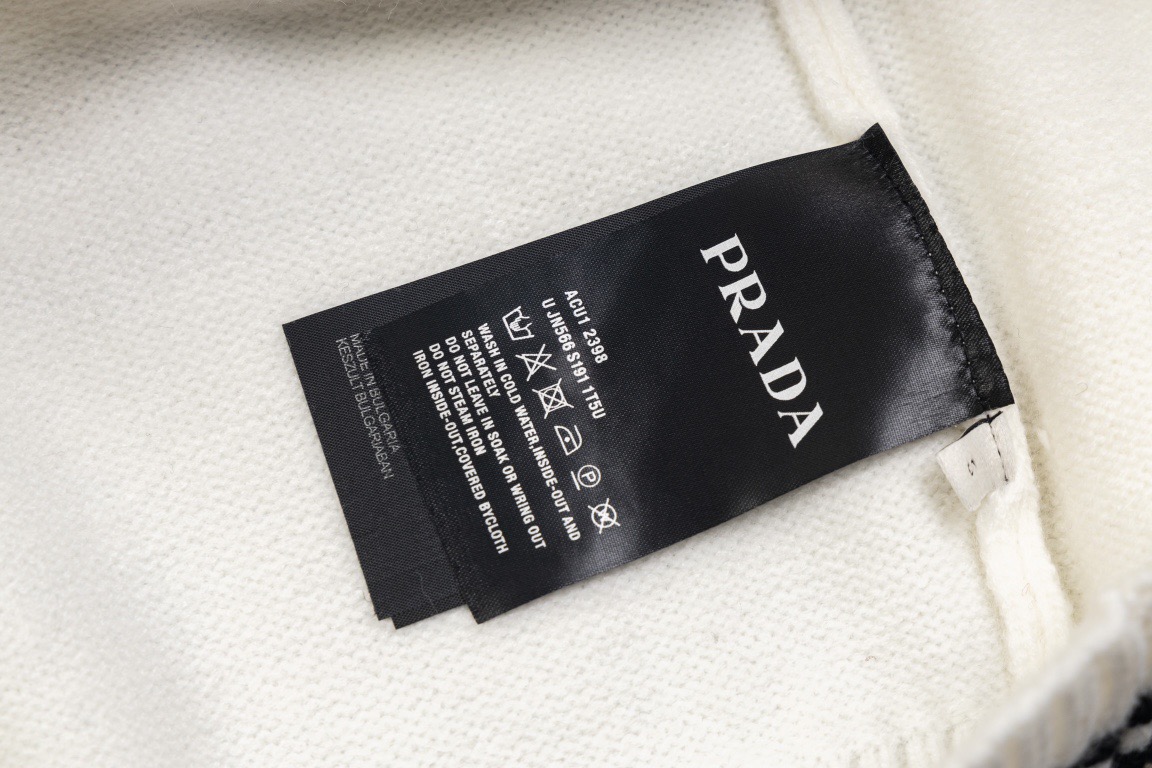 PRADA
ACU1 2398
U JN566 S191 1T5U
P
WASH IN COLD WATER,INSIDE-OUT AND
SEPARATELY
DO NOT LEAVE IN SOAK OR WRING OUT
DO NOT STEAM IRON
IRON INSIDE-OUT,COVERED BYCLOTH
MADE IN BULGARIA
KESZULT BULGARIABAN
S